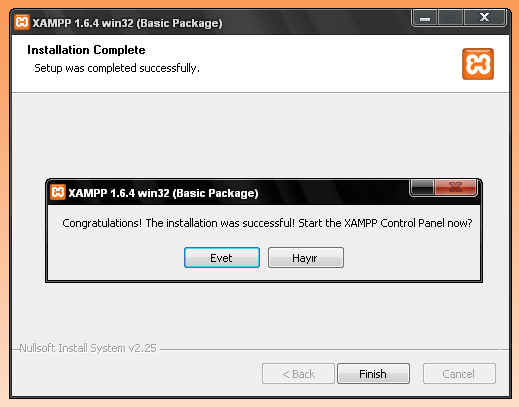 XAMPP 1.6.4 win32 (Basic Package)
Installation Complete
Setup was completed successfully.
XAMPP 1.6.4 win32 (Basic Package)
Congratulations! The installation was successful! Start the XAMPP Control Panel now?
Evet
Hayır
Nullsoft Install System v2.25
< Back
Finish
Cancel